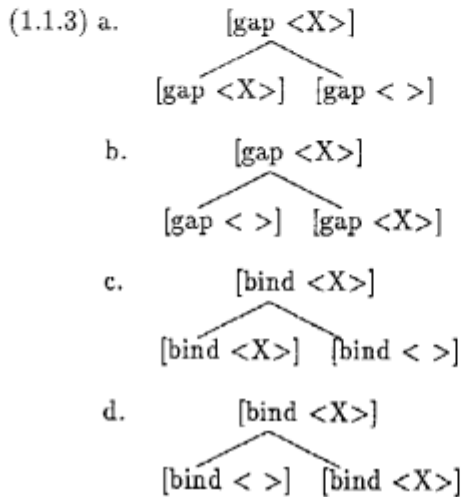 (1.1.3) a. [gap <X>]
[gap <X>] [gap < >]
b. [gap <X>]
[gap < >] [gap <X>]
c. [bind <X>]
[bind <X>] [bind < >]
d. [bind <X>]
[bind < >] [bind <X>]